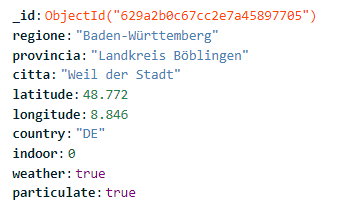 _id: ObjectId("629a2b0c67cc2e7a45897705")
regione: "Baden-Württemberg"
provincia: "Landkreis Böblingen"
citta: "Weil der Stadt"
latitude: 48.772
longitude: 8.846
country: "DE"
indoor: 0
weather: true
particulate: true